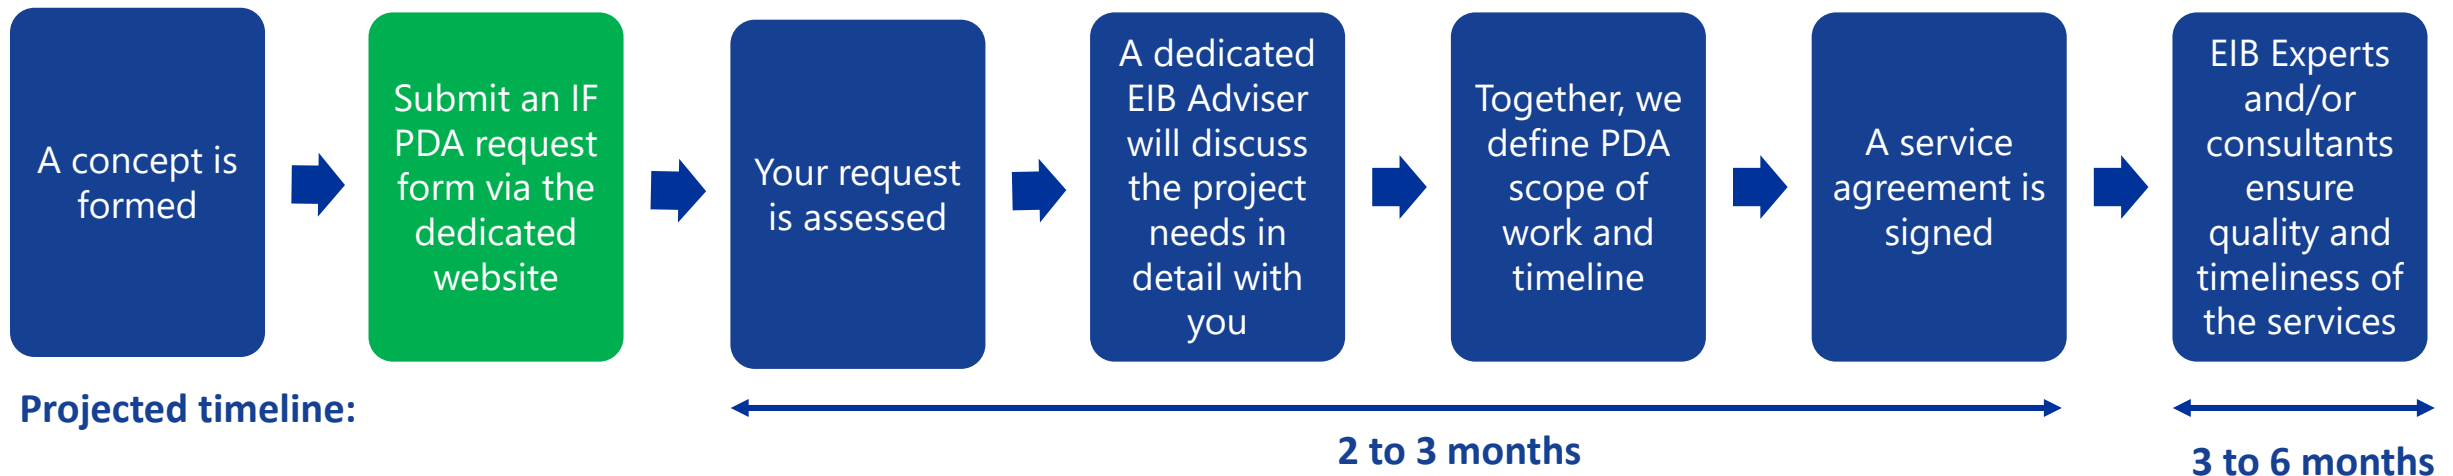 A concept is
formed
Submit an IF
PDA request
form via the
dedicated
website
Your request
is assessed
A dedicated
EIB Adviser
will discuss
the project
needs in
detail with
you
Together, we
define PDA
scope of
work and
timeline
A service
agreement is
signed
EIB Experts
and/or
consultants
ensure
quality and
timeliness of
the services
Projected timeline:
2 to 3 months
3 to 6 months